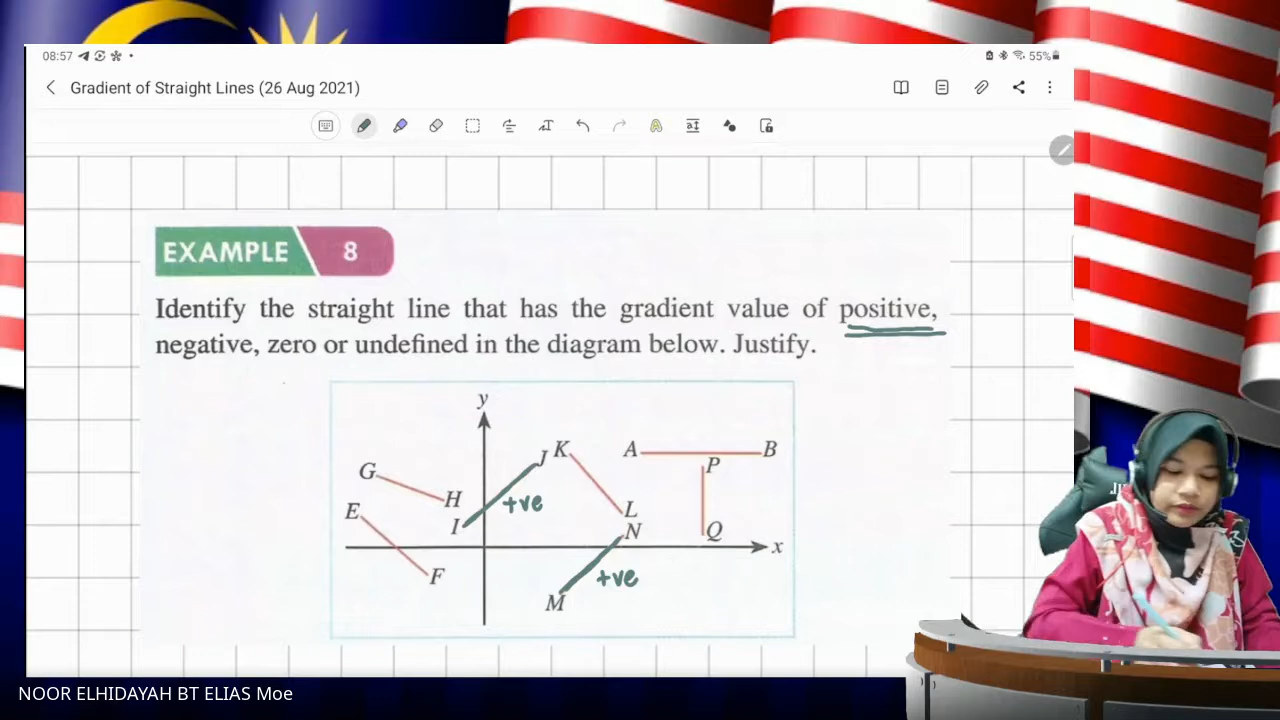 08:57
55%
Gradient of Straight Lines (26 Aug 2021)
EXAMPLE 8
Identify the straight line that has the gradient value of positive,
negative, zero or undefined in the diagram below. Justify.
y
G
H
E
F
I
J
+ve
K
L
A
B
P
Q
N
M
+ve
x
NOOR ELHIDAYAH BT ELIAS Moe